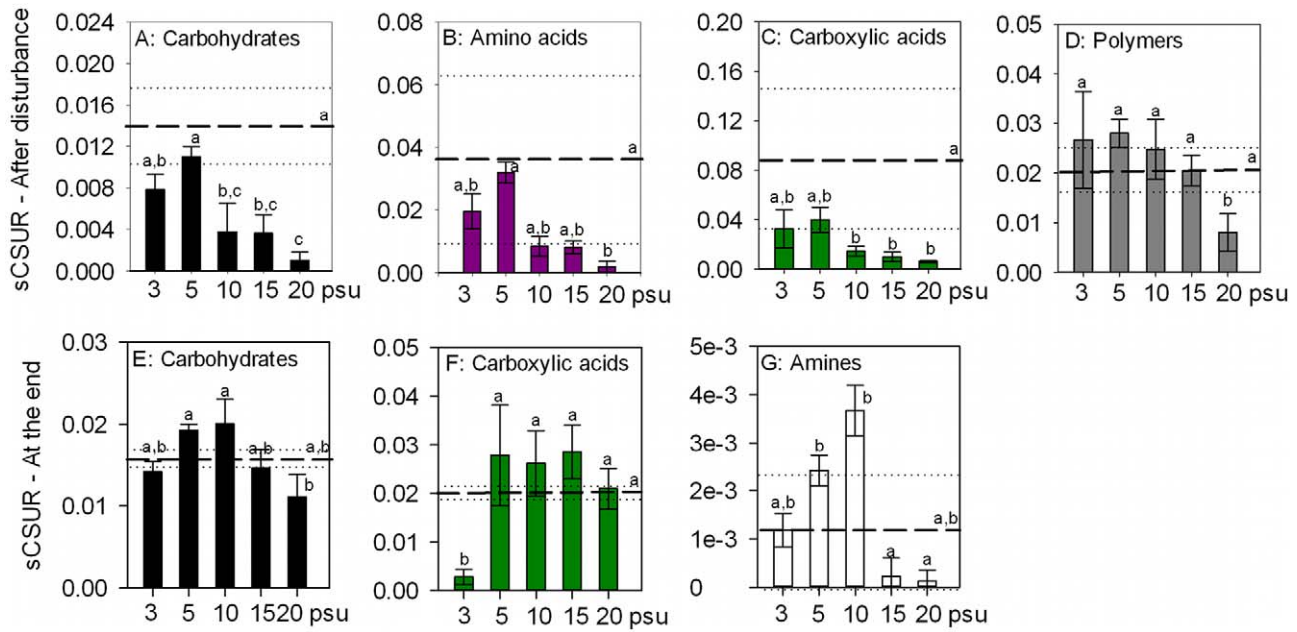 sCSUR - After disturbance
A: Carbohydrates
0.024
0.020
0.016
0.012
0.008
0.004
0.000
a,b
a
b,c
b,c
c
a
3 5 10 15 20 psu
B: Amino acids
0.08
0.06
0.04
0.02
0.00
a,b
a
a,b
a,b
b
a
3 5 10 15 20 psu
C: Carboxylic acids
0.20
0.16
0.12
0.08
0.04
0.00
a,b
a,b
b
b
b
a
3 5 10 15 20 psu
D: Polymers
0.05
0.04
0.03
0.02
0.01
0.00
a
a
a
a
b
a
3 5 10 15 20 psu
sCSUR - At the end
E: Carbohydrates
0.03
0.02
0.01
0.00
a,b
a
a
a,b
b
a,b
3 5 10 1520 psu
F: Carboxylic acids
0.05
0.04
0.03
0.02
0.01
0.00
b
a
a
a
a
a
3 5 10 15 20 psu
G: Amines
5e-3
4e-3
3e-3
2e-3
1e-3
0
a,b
b
b
a
a
a,b
3 5 10 15 20 psu